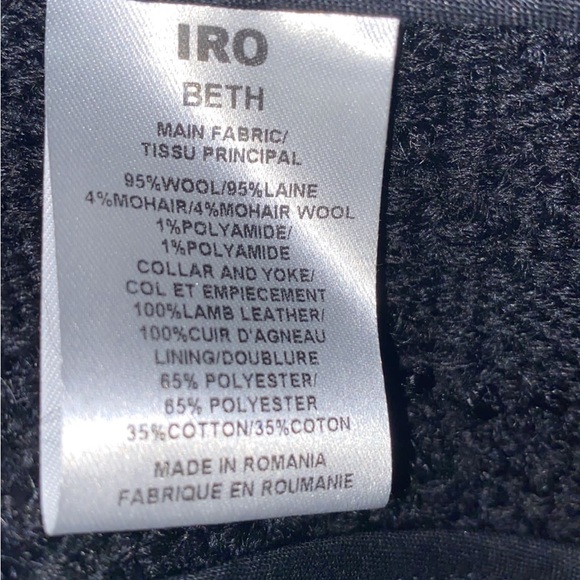 IRO
BETH
MAIN FABRIC/
TISSU PRINCIPAL
95%WOOL/95%LAINE
4%MOHAIR/4%MOHAIR WOOL
1%POLYAMIDE/
1%POLYAMIDE
COLLAR AND YOKE/
COL ET EMPIECEMENT
100%LAMB LEATHER/
100%CUIR D'AGNEAU
LINING/DOUBLURE
65% POLYESTER/
65% POLYESTER
35%COTTON/35%COTON
MADE IN ROMANIA
FABRIQUE EN ROUMANIE